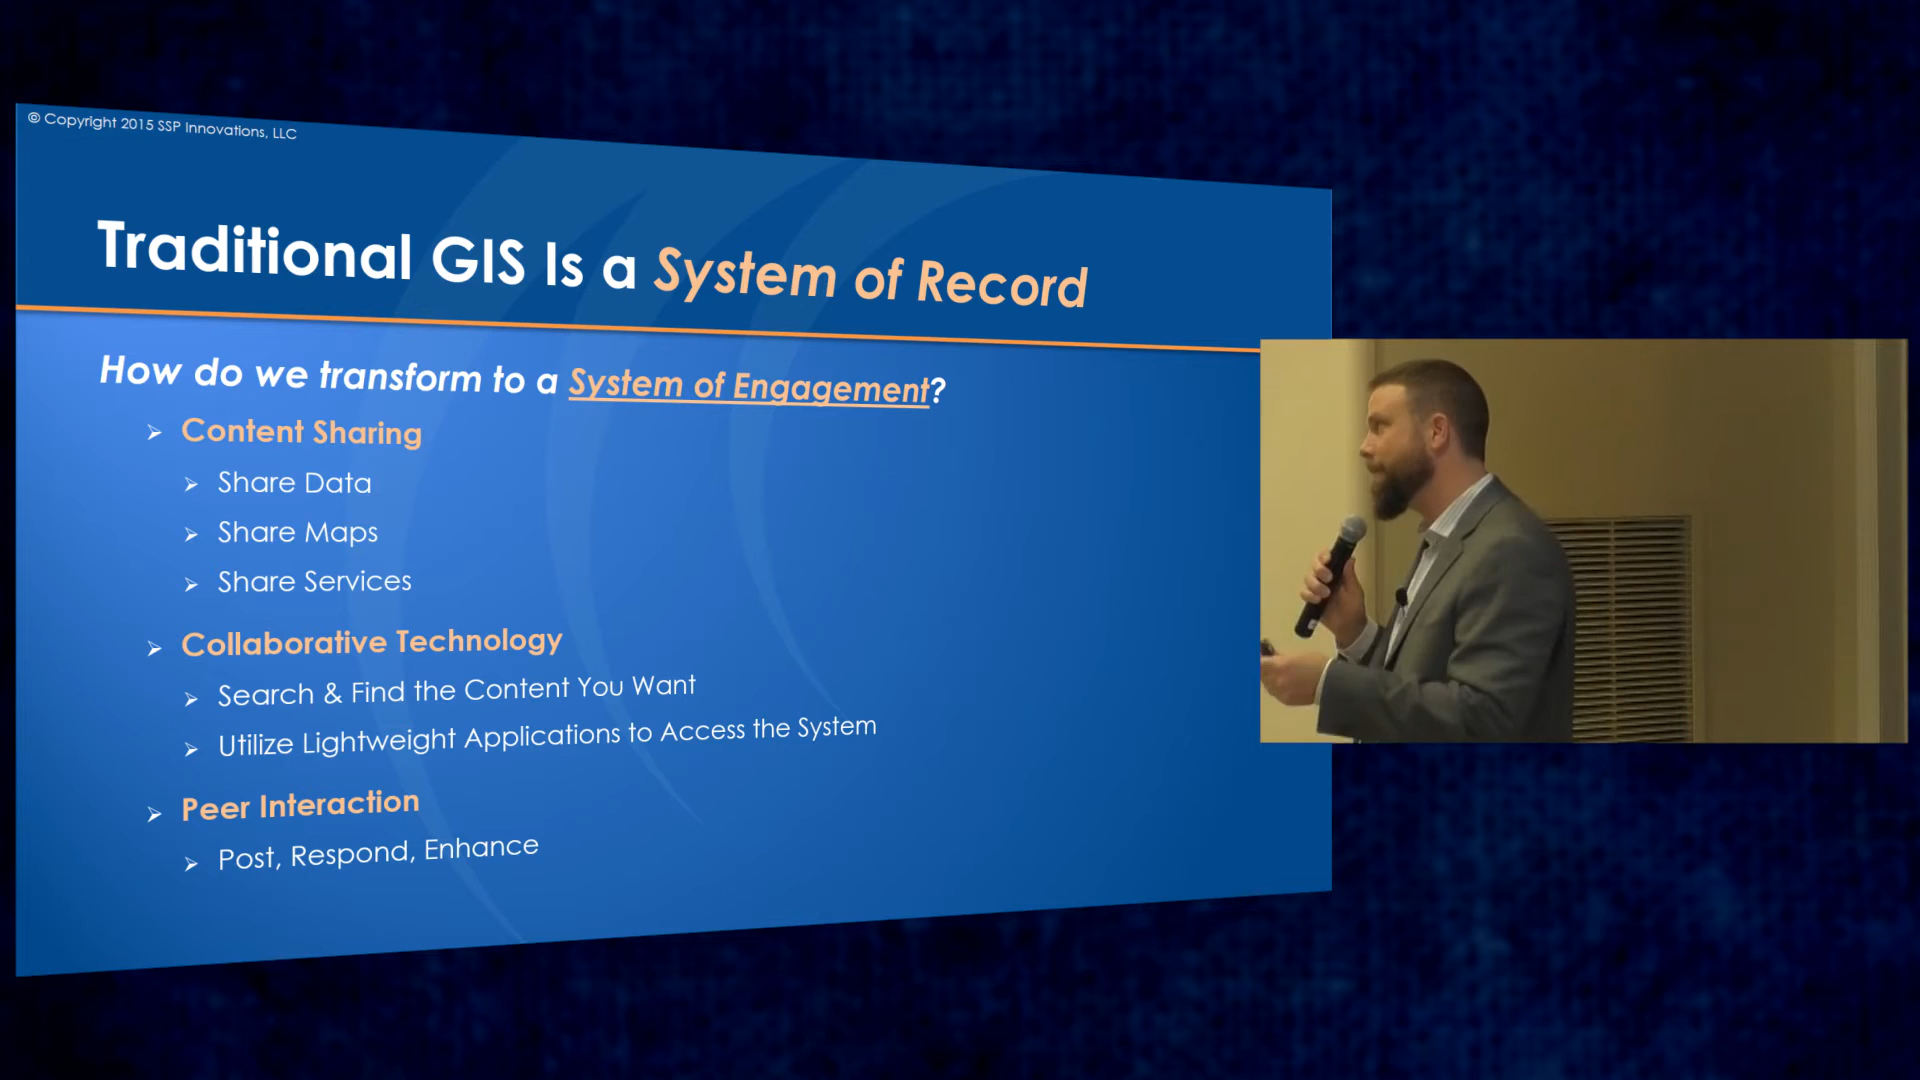 © Copyright 2015 SSP Innovations, LLC
Traditional GIS Is a System of Record
How do we transform to a System of Engagement?
Content Sharing
Share Data
Share Maps
Share Services
Collaborative Technology
Search & Find the Content You Want
Utilize Lightweight Applications to Access the System
Peer Interaction
Post, Respond, Enhance